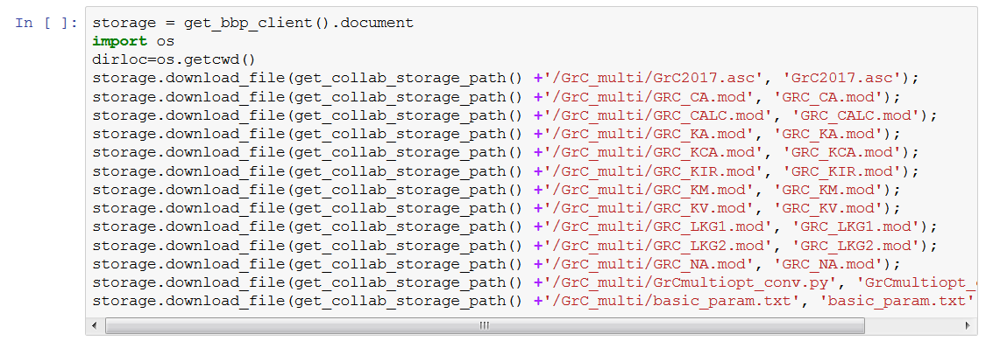 In [ ]: storage = get_bbp_client().document
import os
dirloc=os.getcwd()
storage.download_file(get_collab_storage_path() +'/GrC_multi/GrC2017.asc', 'GrC2017.asc');
storage.download_file(get_collab_storage_path() +'/GrC_multi/GRC_CA.mod', 'GRC_CA.mod');
storage.download_file(get_collab_storage_path() +'/GrC_multi/GRC_CALC.mod', 'GRC_CALC.mod');
storage.download_file(get_collab_storage_path() +'/GrC_multi/GRC_KA.mod', 'GRC_KA.mod');
storage.download_file(get_collab_storage_path() +'/GrC_multi/GRC_KCA.mod', 'GRC_KCA.mod');
storage.download_file(get_collab_storage_path() +'/GrC_multi/GRC_KIR.mod', 'GRC_KIR.mod');
storage.download_file(get_collab_storage_path() +'/GrC_multi/GRC_KM.mod', 'GRC_KM.mod');
storage.download_file(get_collab_storage_path() +'/GrC_multi/GRC_KV.mod', 'GRC_KV.mod');
storage.download_file(get_collab_storage_path() +'/GrC_multi/GRC_LKG1.mod', 'GRC_LKG1.mod');
storage.download_file(get_collab_storage_path() +'/GrC_multi/GRC_LKG2.mod', 'GRC_LKG2.mod');
storage.download_file(get_collab_storage_path() +'/GrC_multi/GRC_NA.mod', 'GRC_NA.mod');
storage.download_file(get_collab_storage_path() +'/GrC_multi/GrCmultiopt_conv.py', 'GrCmultiopt_
storage.download_file(get_collab_storage_path() +'/GrC_multi/basic_param.txt', 'basic_param.txt'